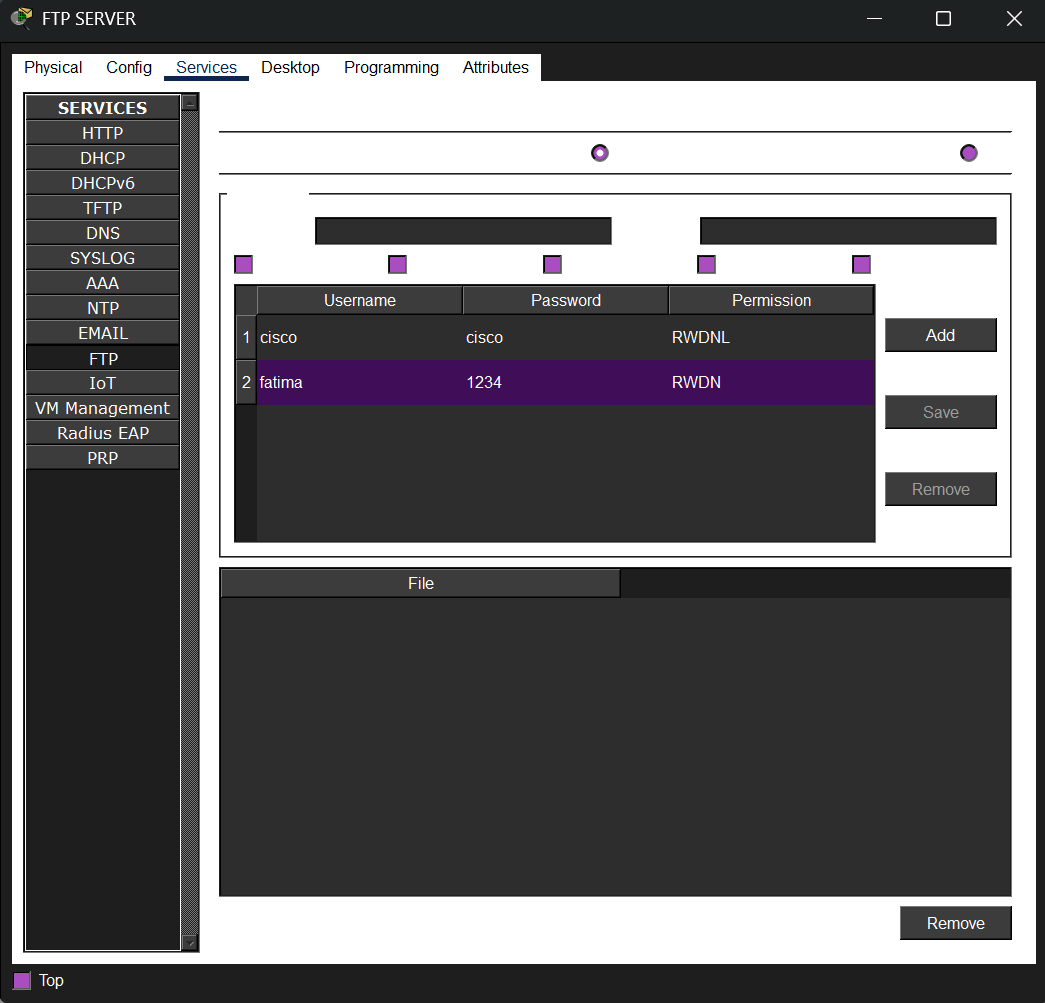 FTP SERVER
Physical Config Services Desktop Programming Attributes
SERVICES
HTTP
DHCP
DHCPv6
TFTP
DNS
SYSLOG
AAA
NTP
EMAIL
FTP
IoT
VM Management
Radius EAP
PRP
Username Password Permission
1 cisco cisco RWDNL
2 fatima 1234 RWDN
Add
Save
Remove
File
Remove
Top